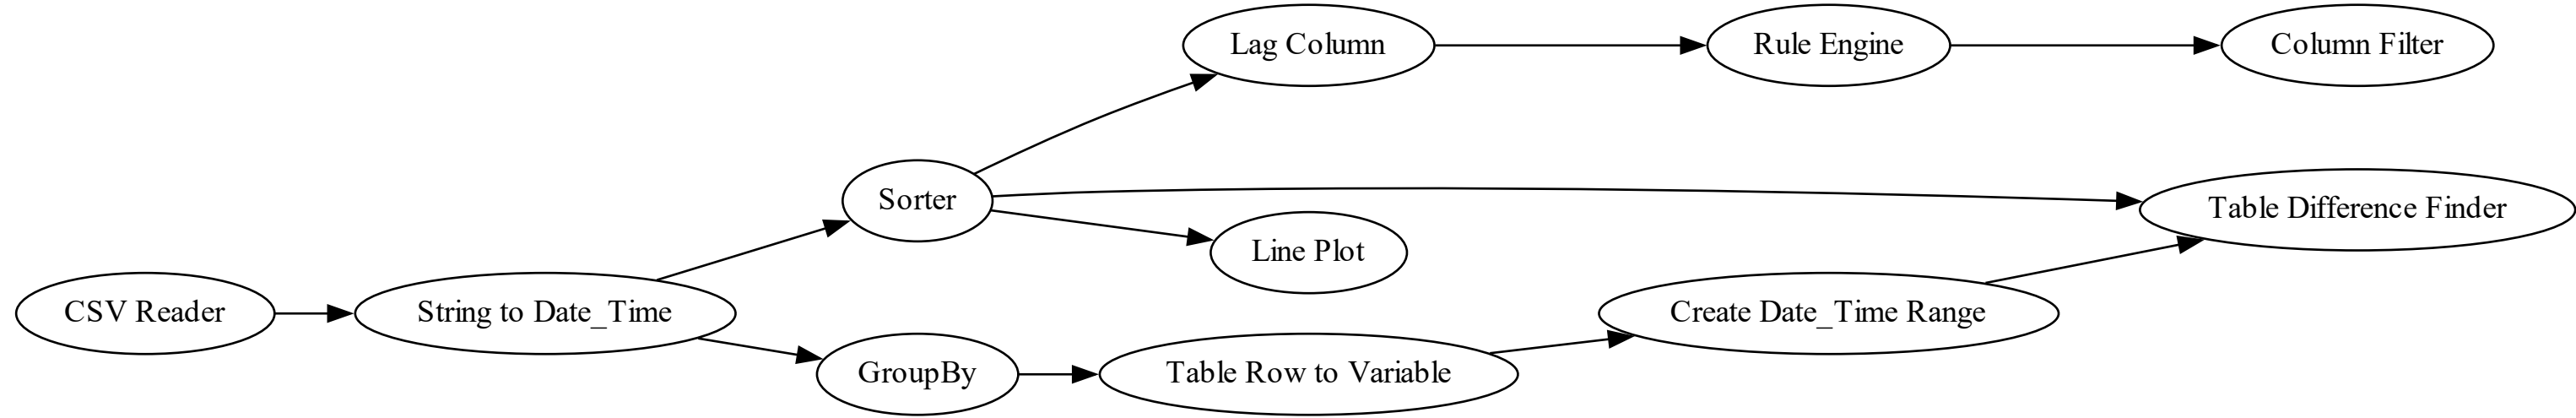 Lag Column
Rule Engine
Column Filter
Sorter
Table Difference Finder
Line Plot
CSV Reader
String to Date_Time
Create Date_Time Range
GroupBy
Table Row to Variable